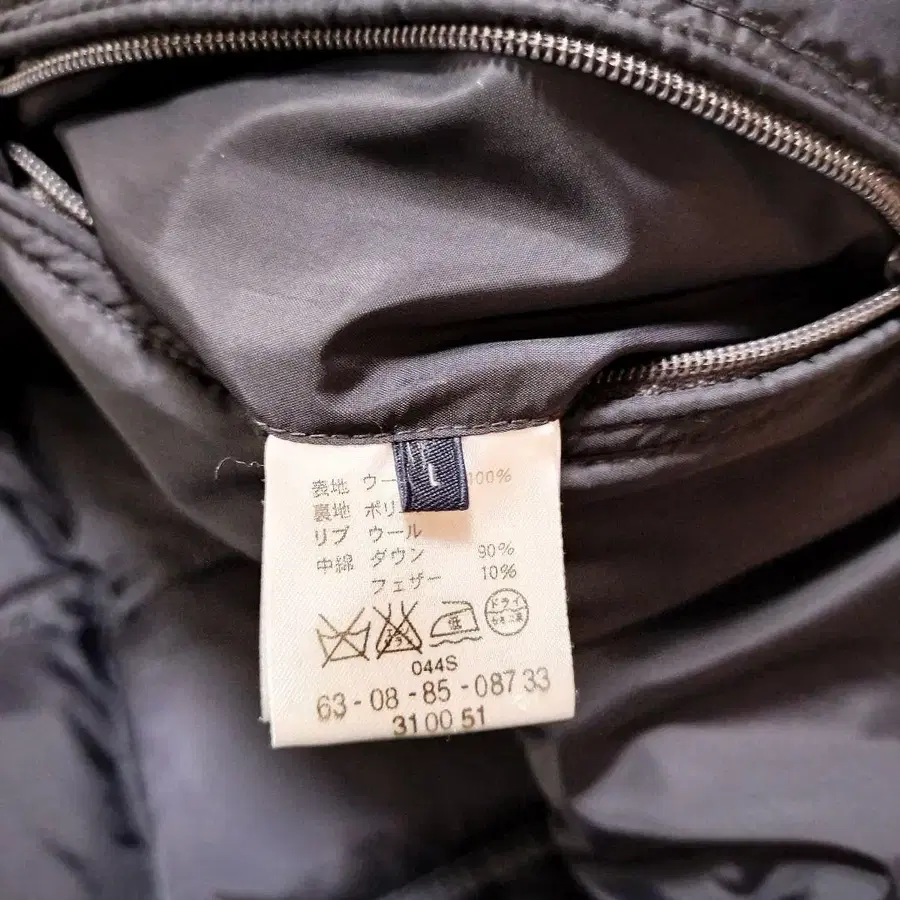 L
表地 ウー 100%
裏地 ポリ
リブ ウール
中綿 ダウン 90%
フェザー 10%
低 ドライ
044S
63-08-85-087 33
31 00 51